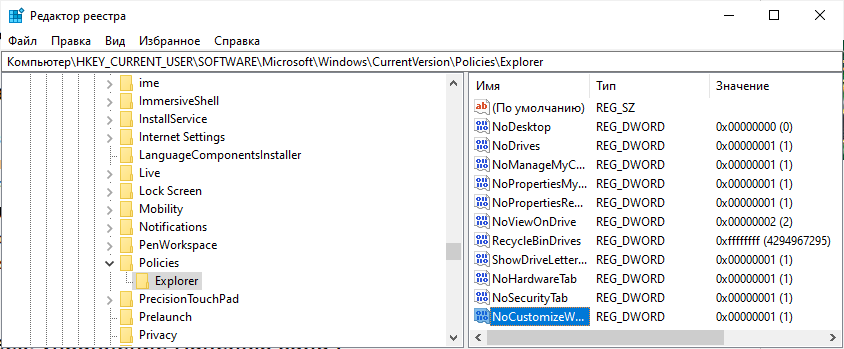 Редактор реестра
Файл Правка Вид Избранное Справка
Компьютер\HKEY_CURRENT_USER\SOFTWARE\Microsoft\Windows\CurrentVersion\Policies\Explorer
ime
ImmersiveShell
InstallService
Internet Settings
LanguageComponentsInstaller
Live
Lock Screen
Mobility
Notifications
PenWorkspace
Policies
Explorer
PrecisionTouchPad
Prelaunch
Privacy
Имя Тип Значение
(По умолчанию) REG_SZ
NoDesktop REG_DWORD 0x00000000 (0)
NoDrives REG_DWORD 0x00000001 (1)
NoManageMyC... REG_DWORD 0x00000001 (1)
NoPropertiesMy... REG_DWORD 0x00000001 (1)
NoPropertiesRe... REG_DWORD 0x00000001 (1)
NoViewOnDrive REG_DWORD 0x00000002 (2)
RecycleBinDrives REG_DWORD 0xffffffff (4294967295)
ShowDriveLetter... REG_DWORD 0x00000001 (1)
NoHardwareTab REG_DWORD 0x00000001 (1)
NoSecurityTab REG_DWORD 0x00000001 (1)
NoCustomizeW... REG_DWORD 0x00000001 (1)